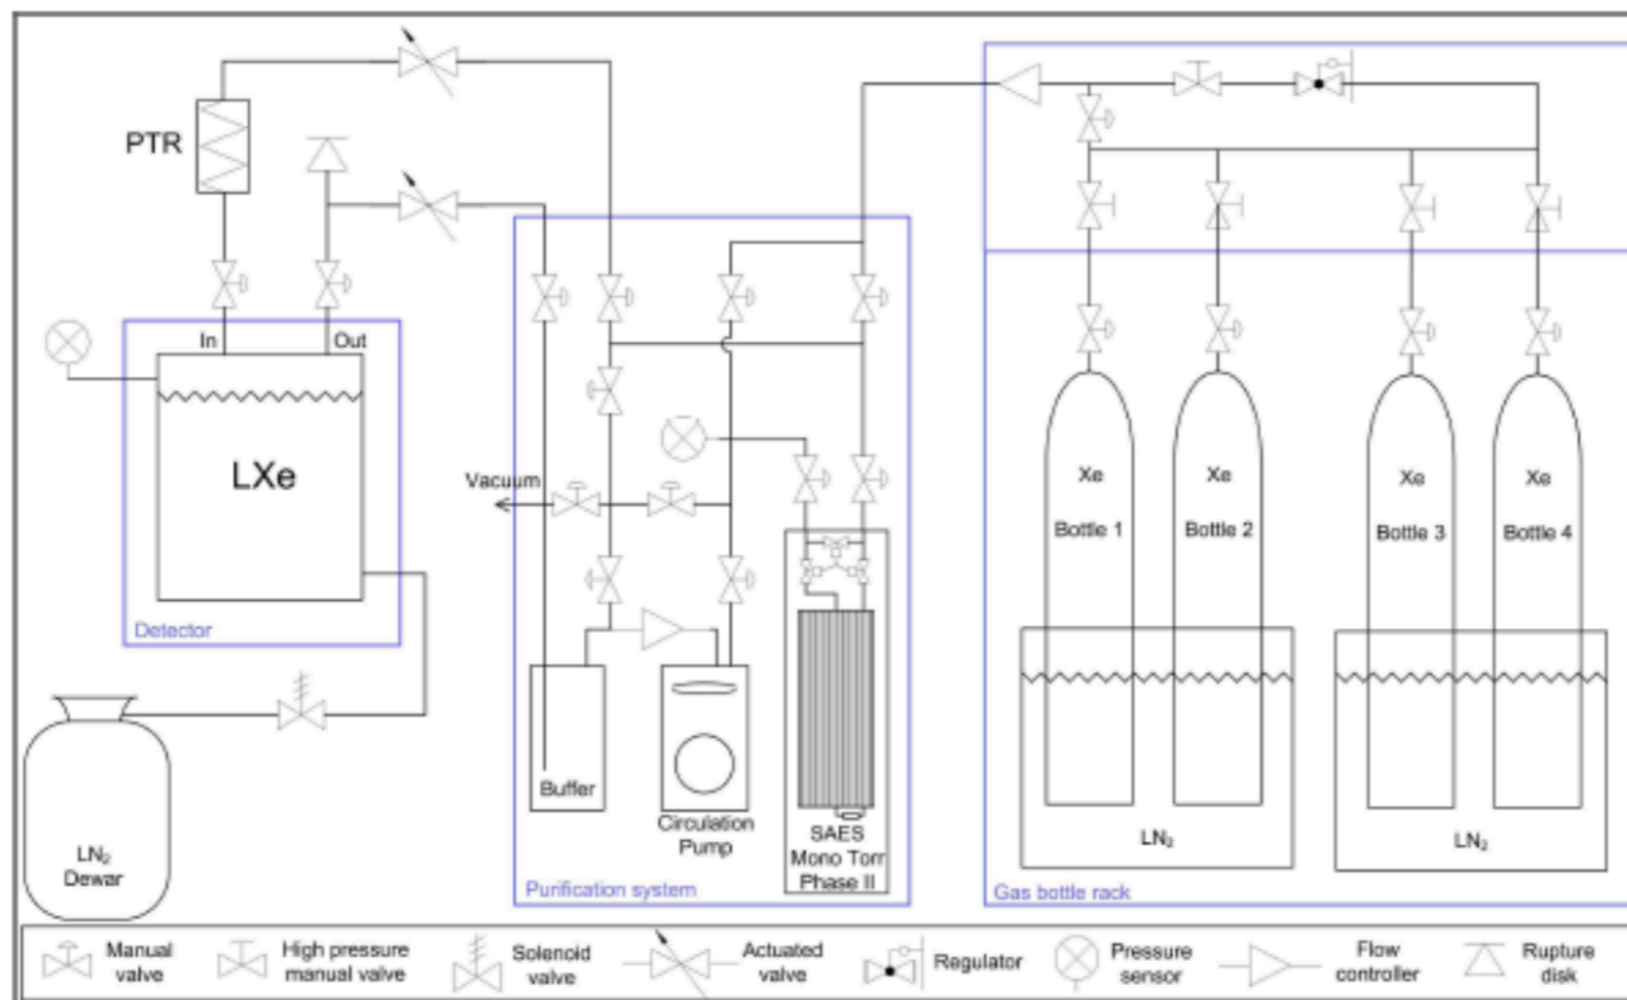 PTR
In
Out
LXe
Detector
LN₂
Dewar
Vacuum
Buffer
Circulation
Pump
SAES
Mono Torr
Phase II
Purification system
Xe
Bottle 1
Xe
Bottle 2
Xe
Bottle 3
Xe
Bottle 4
LN₂
LN₂
Gas bottle rack
Manual
valve
High pressure
manual valve
Solenoid
valve
Actuated
valve
Regulator
Pressure
sensor
Flow
controller
Rupture
disk